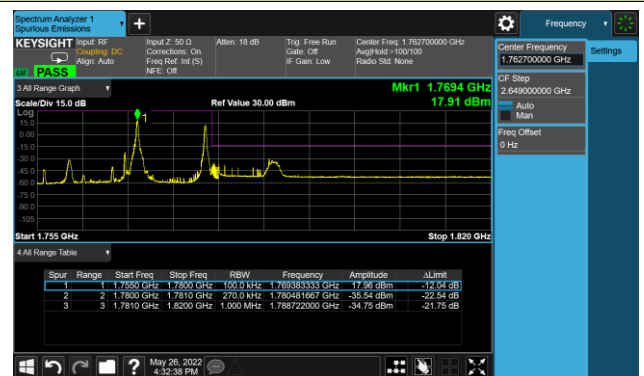 Spectrum Analyzer 1
Spurious Emissions
Frequency
KEYSIGHT
Input: RF
Coupling: DC
Align: Auto
Input Z: 50 Ω
Corrections: On
Freq Ref: Int (S)
NFE: Off
Atten: 18 dB
Trig: Free Run
Gate: Off
IF Gain: Low
Center Freq: 1.762700000 GHz
Avg|Hold:>100/100
Radio Std: None
PASS
Center Frequency
1.762700000 GHz
Settings
CF Step
2.649000000 GHz
Auto
Man
Freq Offset
0 Hz
3 All Range Graph
Mkr1 1.7694 GHz
Scale/Div 15.0 dB
Ref Value 30.00 dBm
17.91 dBm
Log
15.0
0.00
-15.0
-30.0
-45.0
-60.0
-75.0
-90.0
-105
1
Start 1.755 GHz
Stop 1.820 GHz
4 All Range Table
Spur Range Start Freq Stop Freq RBW Frequency Amplitude ΔLimit
1 1 1.7550 GHz 1.7800 GHz 100.0 kHz 1.769383333 GHz 17.96 dBm -12.04 dB
2 2 1.7800 GHz 1.7810 GHz 270.0 kHz 1.780481667 GHz -35.54 dBm -22.54 dB
3 3 1.7810 GHz 1.8200 GHz 1.000 MHz 1.788722000 GHz -34.75 dBm -21.75 dB
?
May 26, 2022
4:32:38 PM